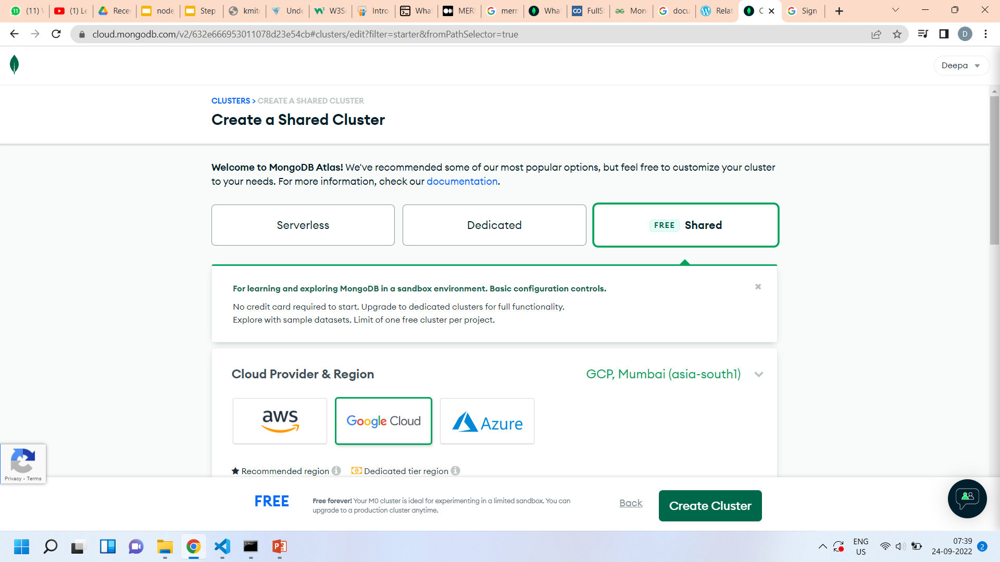 (11) W
(1) Le
Recen
node
Step
kmit
Unde
W3Sc
Intro
What
MERN
mern
What
FullS
Mon
docu
Relat
C
Sign
cloud.mongodb.com/v2/632e666953011078d23e54cb#clusters/edit?filter=starter&fromPathSelector=true
D
Deepa
CLUSTERS > CREATE A SHARED CLUSTER
Create a Shared Cluster
Welcome to MongoDB Atlas! We've recommended some of our most popular options, but feel free to customize your cluster
to your needs. For more information, check our documentation.
Serverless
Dedicated
FREE Shared
For learning and exploring MongoDB in a sandbox environment. Basic configuration controls.
No credit card required to start. Upgrade to dedicated clusters for full functionality.
Explore with sample datasets. Limit of one free cluster per project.
Cloud Provider & Region
GCP, Mumbai (asia-south1)
aws
Google Cloud
Azure
Recommended region
Dedicated tier region
Privacy - Terms
FREE
Free forever! Your M0 cluster is ideal for experimenting in a limited sandbox. You can
upgrade to a production cluster anytime.
Back
Create Cluster
ENG
US
07:39
24-09-2022
2